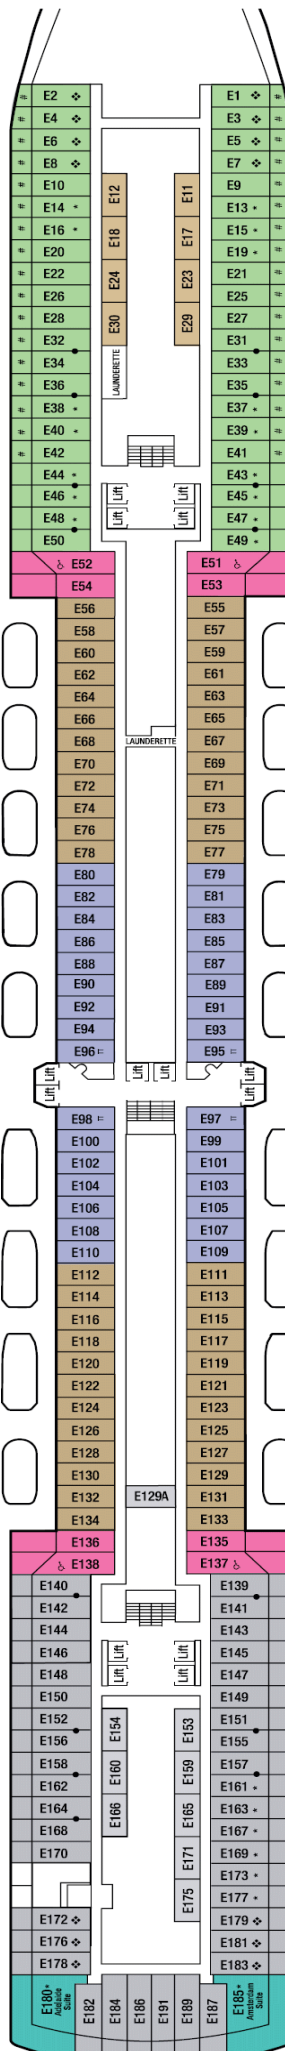 E2 ❖ E1 ❖
E4 ❖ E3 ❖
E6 ❖ E5 ❖
E8 ❖ E7 ❖
E10 E12 E11 E9
E14 * E13 *
E16 * E18 E17 E15 *
E20 E19 *
E22 E24 E23 E21
E26 E25
E28 E30 E29 E27
E32 E31
E34 LAUNDERETTE E33
E36 E35
E38 * E37 *
E40 * E39 *
E42 E41
E44 * E43 *
E46 * Lift Lift E45 *
E48 * Lift Lift E47 *
E50 E49 *
E52 E51
E54 E53
E56 E55
E58 E57
E60 E59
E62 E61
E64 E63
E66 E65
E68 LAUNDERETTE E67
E70 E69
E72 E71
E74 E73
E76 E75
E78 E77
E80 E79
E82 E81
E84 E83
E86 E85
E88 E87
E90 E89
E92 E91
E94 E93
E96 E95
Lift Lift Lift Lift
Lift Lift
E98 E97
E100 E99
E102 E101
E104 E103
E106 E105
E108 E107
E110 E109
E112 E111
E114 E113
E116 E115
E118 E117
E120 E119
E122 E121
E124 E123
E126 E125
E128 E127
E130 E129
E132 E129A E131
E134 E133
E136 E135
E138 E137
E140 E139
E142 E141
E144 E143
E146 Lift Lift E145
E148 Lift Lift E147
E150 E149
E152 E154 E153 E151
E156 E155
E158 E160 E159 E157
E162 E161 *
E164 E166 E165 E163 *
E168 E167 *
E170 E171 E169 *
E173 *
E175 E177 *
E172 ❖ E179 ❖
E176 ❖ E181 ❖
E178 ❖ E183 ❖
E180*
Adelaide
Suite
E182 E184 E186 E191 E189 E187
E185*
Amsterdam
Suite